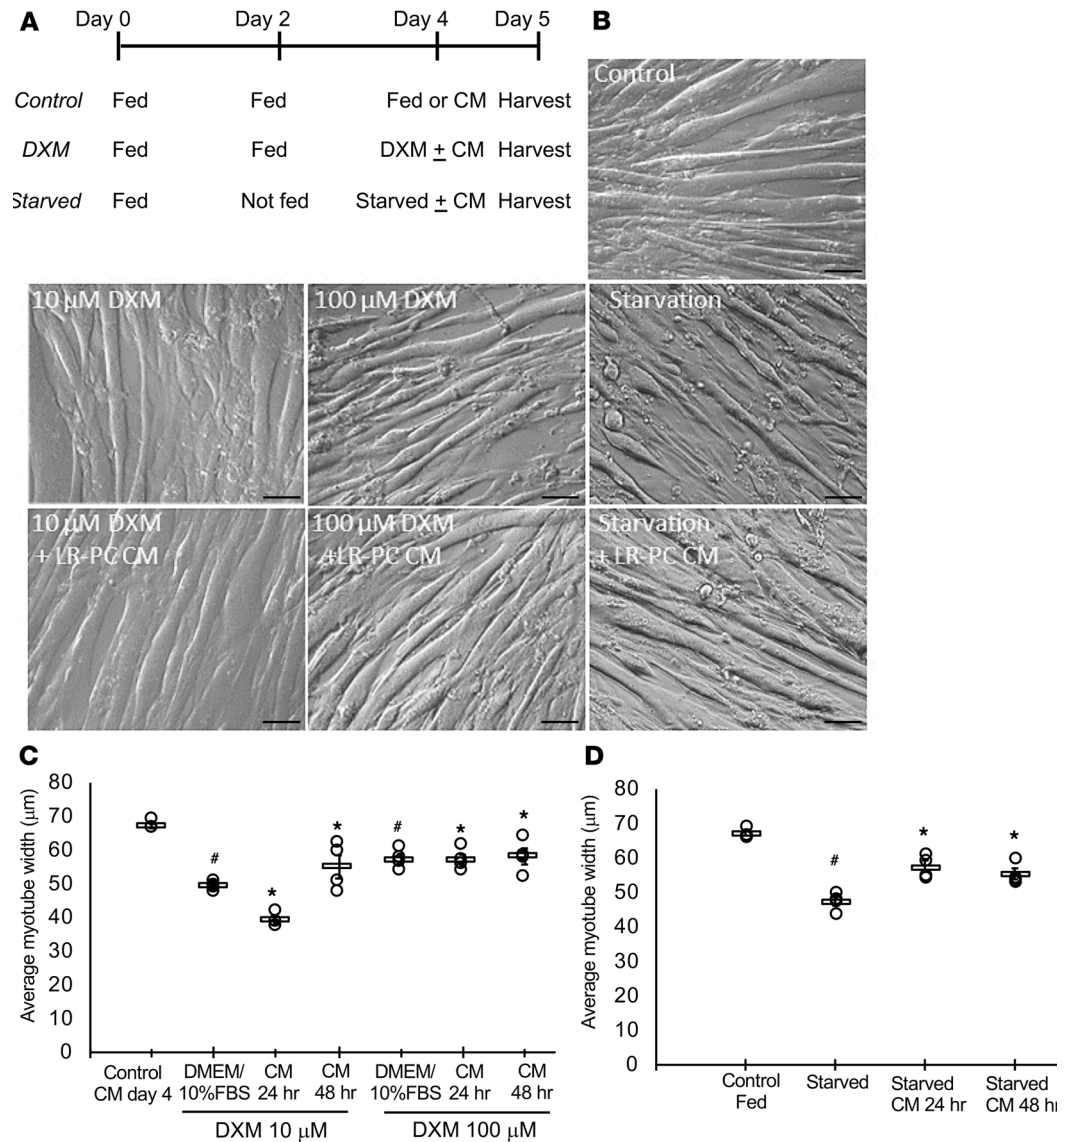 A
Day 0 Day 2 Day 4 Day 5
Control Fed Fed Fed or CM Harvest
DXM Fed Fed DXM ± CM Harvest
Starved Fed Not fed Starved ± CM Harvest
B
Control
10 µM DXM
100 µM DXM
Starvation
10 µM DXM
+ LR-PC CM
100 µM DXM
+LR-PC CM
Starvation
+ LR-PC CM
C
Average myotube width (µm)
80
70
60
50
40
30
20
10
0
#
*
*
#
*
*
Control
CM day 4
DMEM/
10%FBS
CM
24 hr
CM
48 hr
DMEM/
10%FBS
CM
24 hr
CM
48 hr
DXM 10 µM
DXM 100 µM
D
Average myotube width (µm)
80
70
60
50
40
30
20
10
0
#
*
*
Control
Fed
Starved
Starved
CM 24 hr
Starved
CM 48 hr